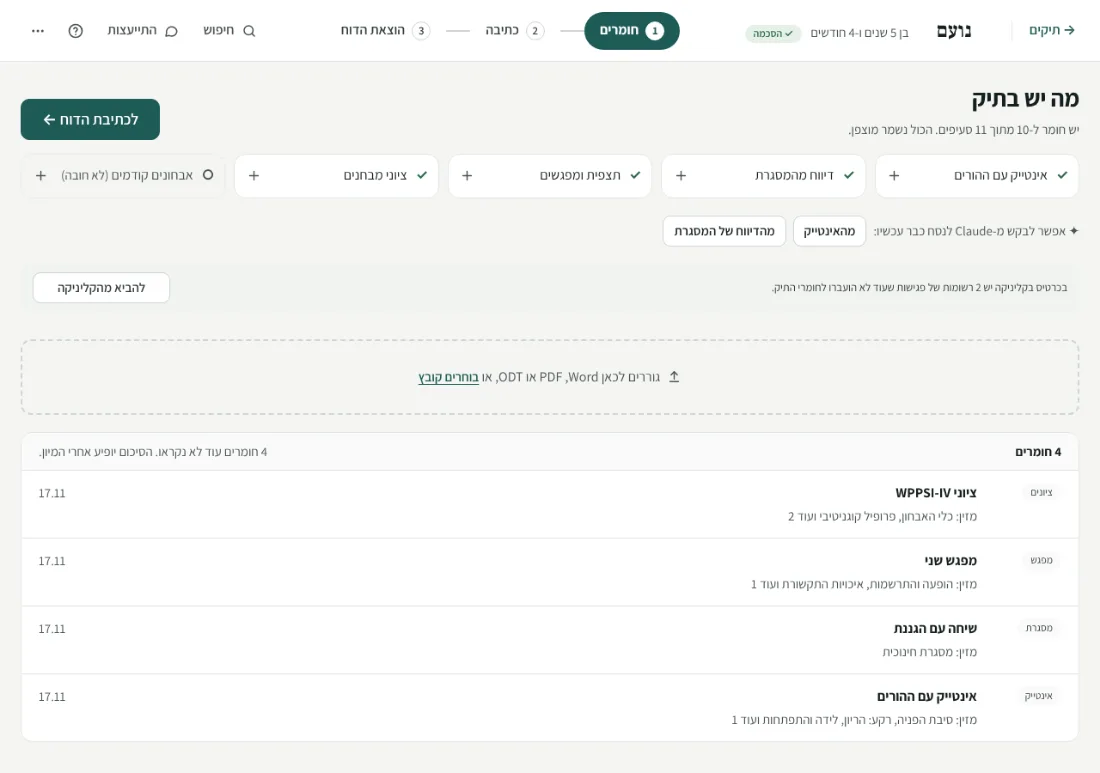 → תיקים
נועם
בן 5 שנים ו-4 חודשים
✓ הסכמה
1 חומרים
2 כתיבה
3 הוצאת הדוח
חיפוש
התייעצות
?
...
מה יש בתיק
יש חומר ל-10 מתוך 11 סעיפים. הכול נשמר מוצפן.
לכתיבת הדוח ←
✓ אינטייק עם ההורים +
✓ דיווח מהמסגרת +
✓ תצפית ומפגשים +
✓ ציוני מבחנים +
אבחונים קודמים (לא חובה) +
✦ אפשר לבקש מ-Claude לנסח כבר עכשיו:
מהאינטייק
מהדיווח של המסגרת
בכרטיס בקליניקה יש 2 רשומות של פגישות שעוד לא הועברו לחומרי התיק.
להביא מהקליניקה
גוררים לכאן Word, PDF או ODT, או בוחרים קובץ
4 חומרים
4 חומרים עוד לא נקראו. הסיכום יופיע אחרי המיון.
ציונים
ציוני WPPSI-IV
17.11
מזין: כלי האבחון, פרופיל קוגניטיבי ועוד 2
מפגש
מפגש שני
17.11
מזין: הופעה והתרשמות, איכויות התקשורת ועוד 1
מסגרת
שיחה עם הגננת
17.11
מזין: מסגרת חינוכית
אינטייק
אינטייק עם ההורים
17.11
מזין: סיבת הפניה, רקע: הריון, לידה והתפתחות ועוד 1